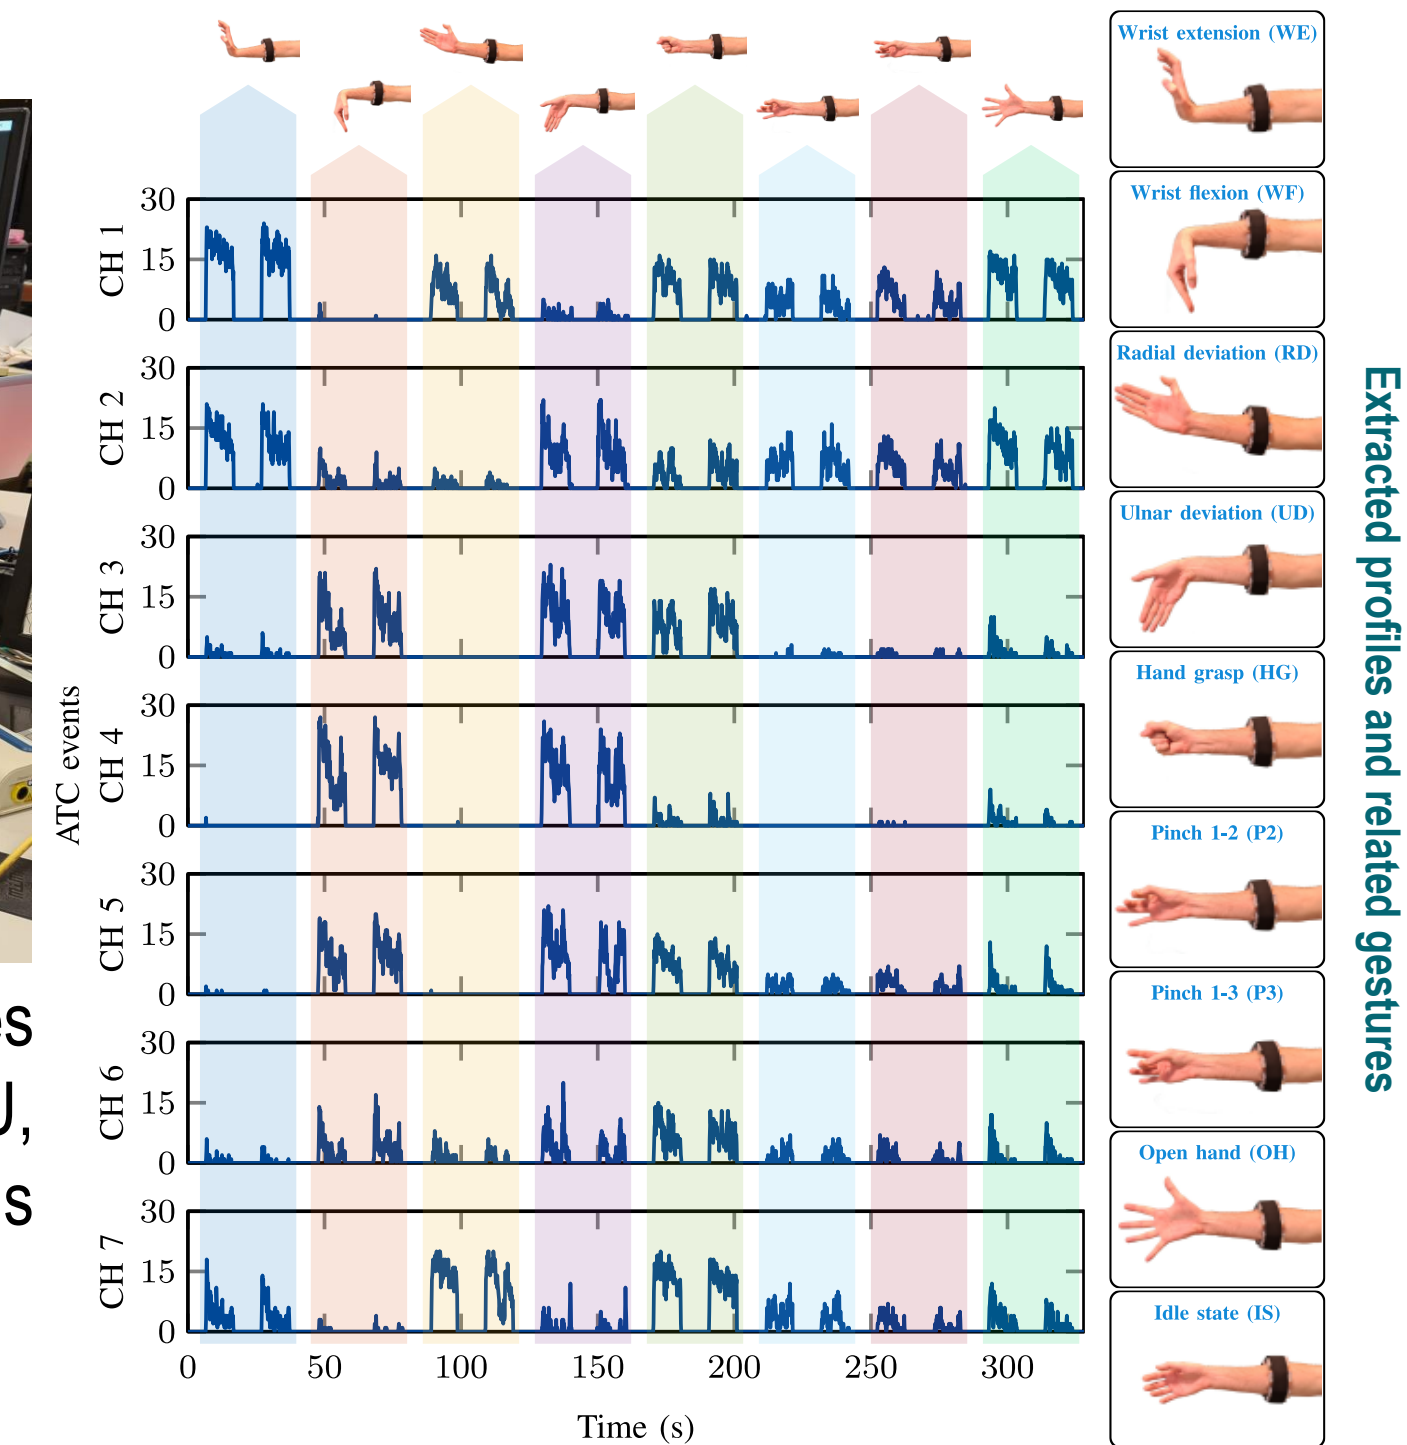 es
U,
s
ATC events
CH 1
30
15
0
CH 2
30
15
0
CH 3
30
15
0
CH 4
30
15
0
CH 5
30
15
0
CH 6
30
15
0
CH 7
30
15
0
0 50 100 150 200 250 300
Time (s)
Wrist extension (WE)
Wrist flexion (WF)
Radial deviation (RD)
Ulnar deviation (UD)
Hand grasp (HG)
Pinch 1-2 (P2)
Pinch 1-3 (P3)
Open hand (OH)
Idle state (IS)
Extracted profiles and related gestures